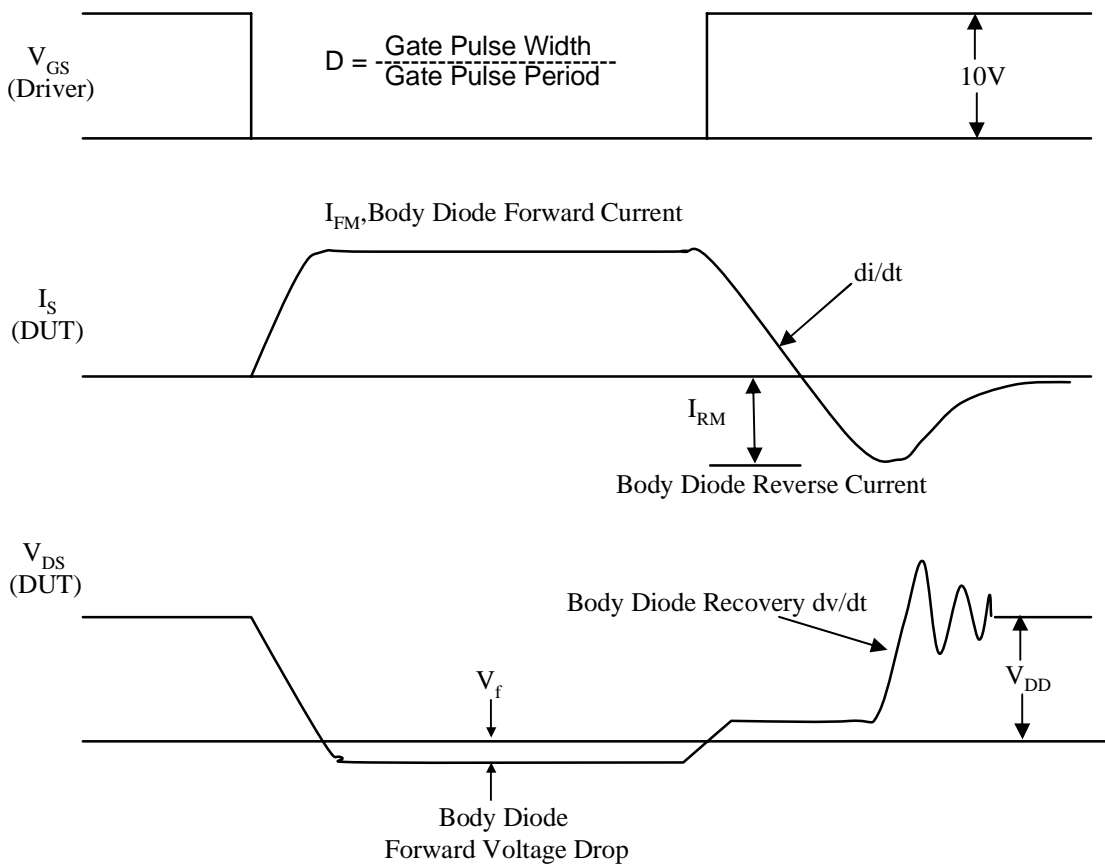 V_GS
(Driver)
D = Gate Pulse Width
Gate Pulse Period
10V
I_FM,Body Diode Forward Current
I_S
(DUT)
di/dt
I_RM
Body Diode Reverse Current
V_DS
(DUT)
Body Diode Recovery dv/dt
V_f
V_DD
Body Diode
Forward Voltage Drop